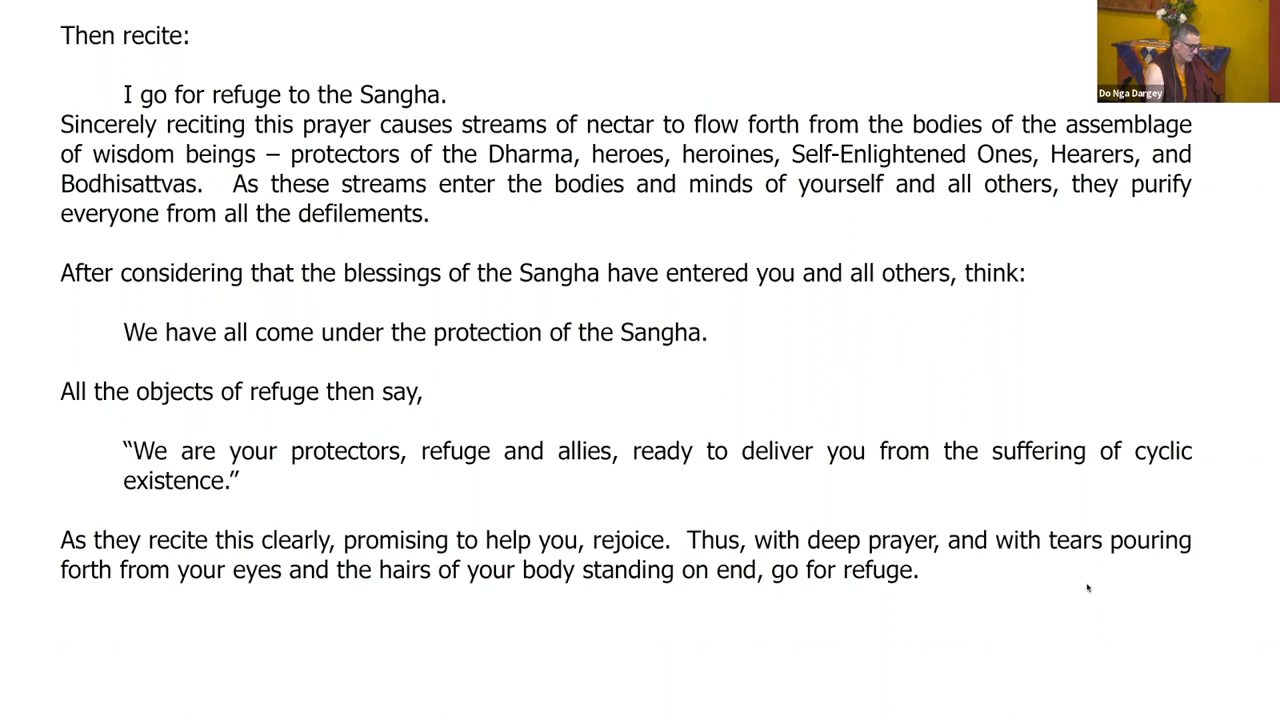 Then recite:
I go for refuge to the Sangha.
Sincerely reciting this prayer causes streams of nectar to flow forth from the bodies of the assemblage
of wisdom beings – protectors of the Dharma, heroes, heroines, Self-Enlightened Ones, Hearers, and
Bodhisattvas. As these streams enter the bodies and minds of yourself and all others, they purify
everyone from all the defilements.
After considering that the blessings of the Sangha have entered you and all others, think:
We have all come under the protection of the Sangha.
All the objects of refuge then say,
“We are your protectors, refuge and allies, ready to deliver you from the suffering of cyclic
existence.”
As they recite this clearly, promising to help you, rejoice. Thus, with deep prayer, and with tears pouring
forth from your eyes and the hairs of your body standing on end, go for refuge.
Do Nga Dargey